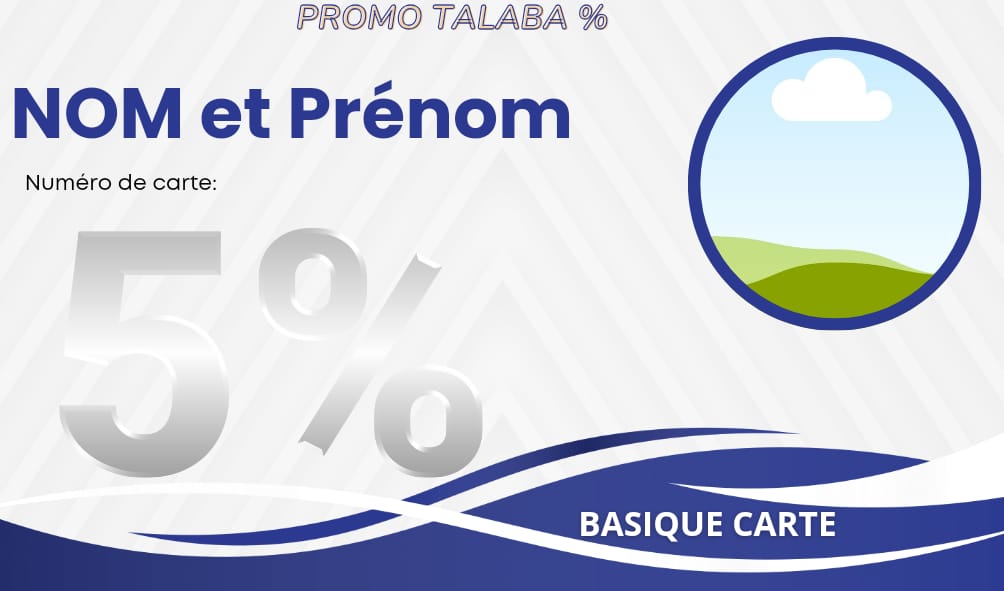 PROMO TALABA %
NOM et Prénom
Numéro de carte:
5%
BASIQUE CARTE